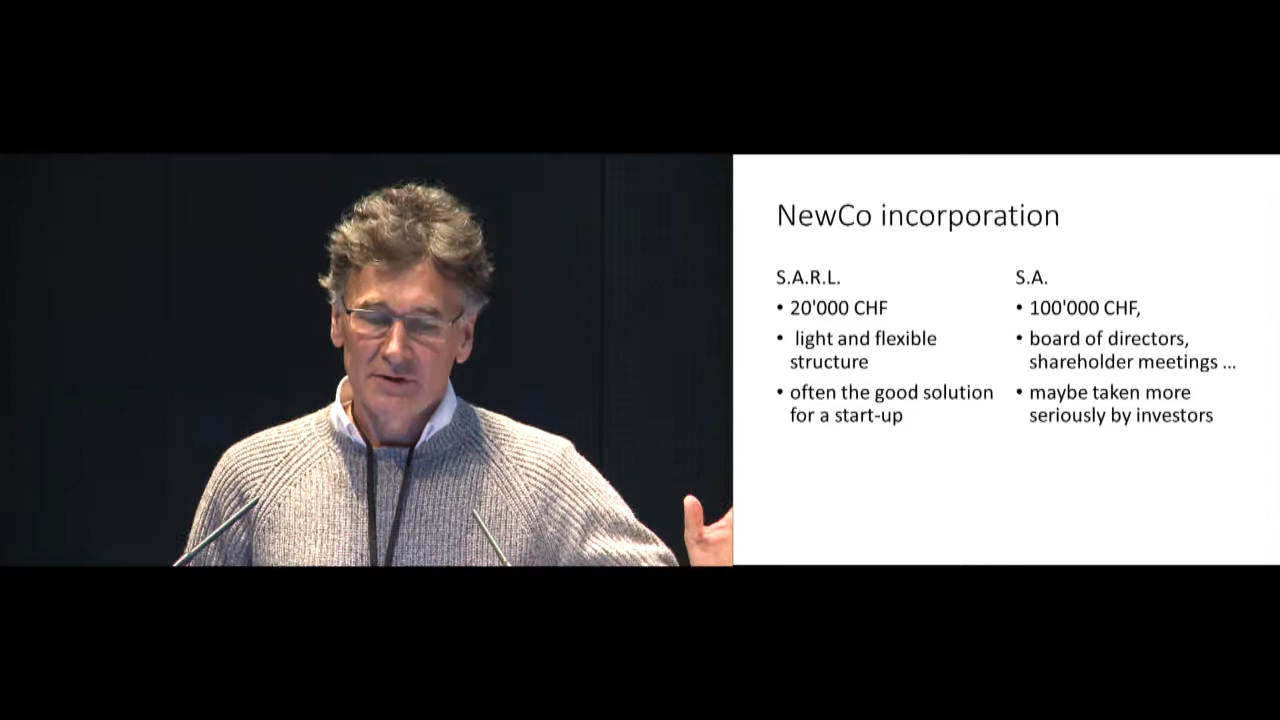 NewCo incorporation
S.A.R.L.
• 20'000 CHF
• light and flexible
structure
• often the good solution
for a start-up
S.A.
• 100'000 CHF,
• board of directors,
shareholder meetings ...
• maybe taken more
seriously by investors